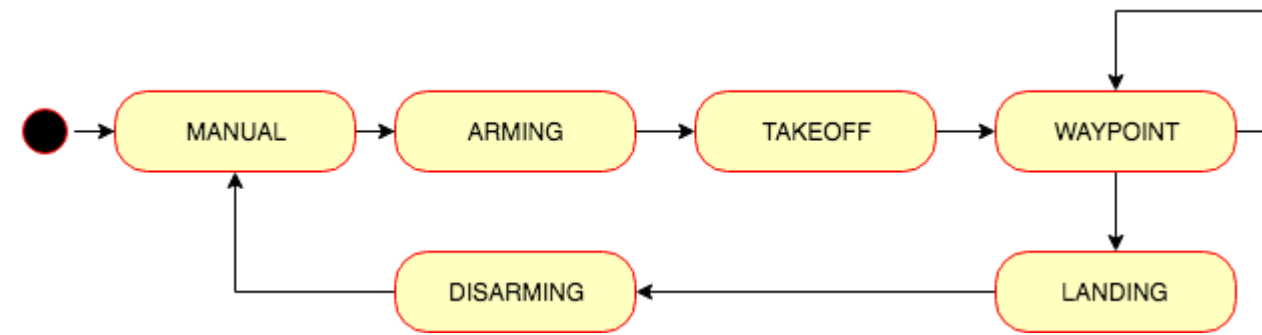 MANUAL
ARMING
TAKEOFF
WAYPOINT
DISARMING
LANDING